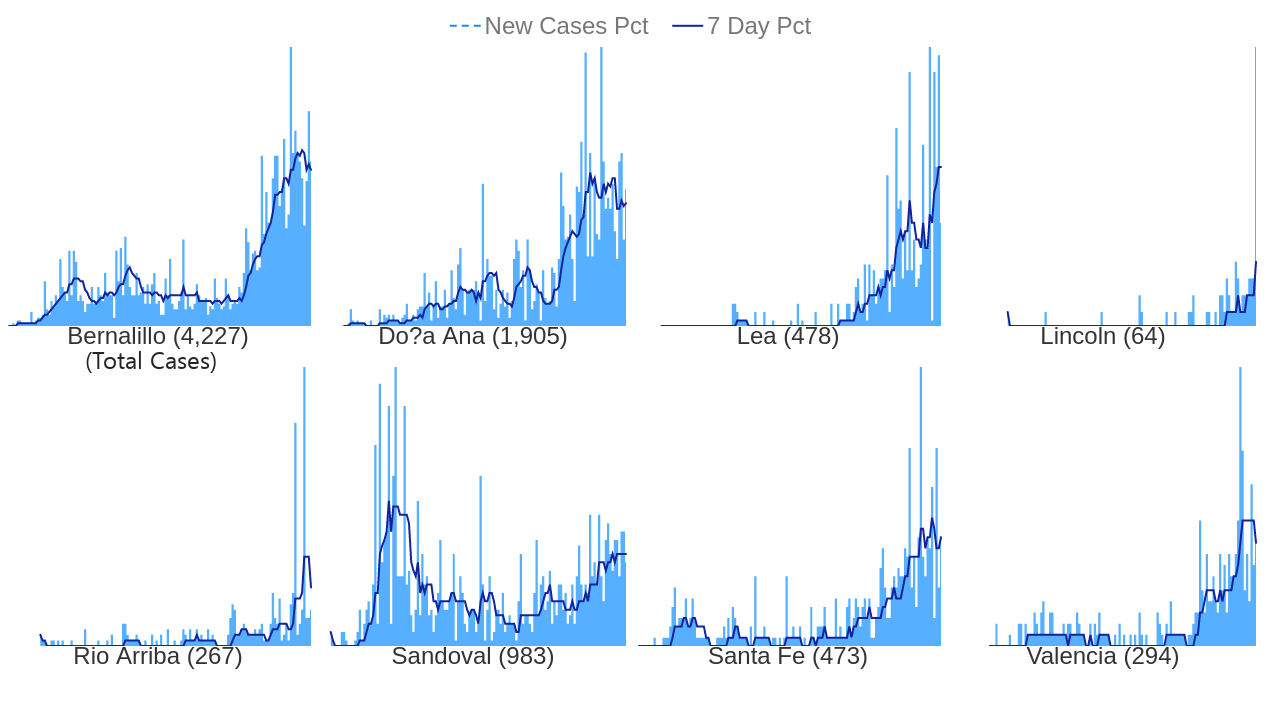 New Cases Pct 7 Day Pct
Bernalillo (4,227) Do?a Ana (1,905) Lea (478) Lincoln (64)
(Total Cases)
Rio Arriba (267) Sandoval (983) Santa Fe (473) Valencia (294)